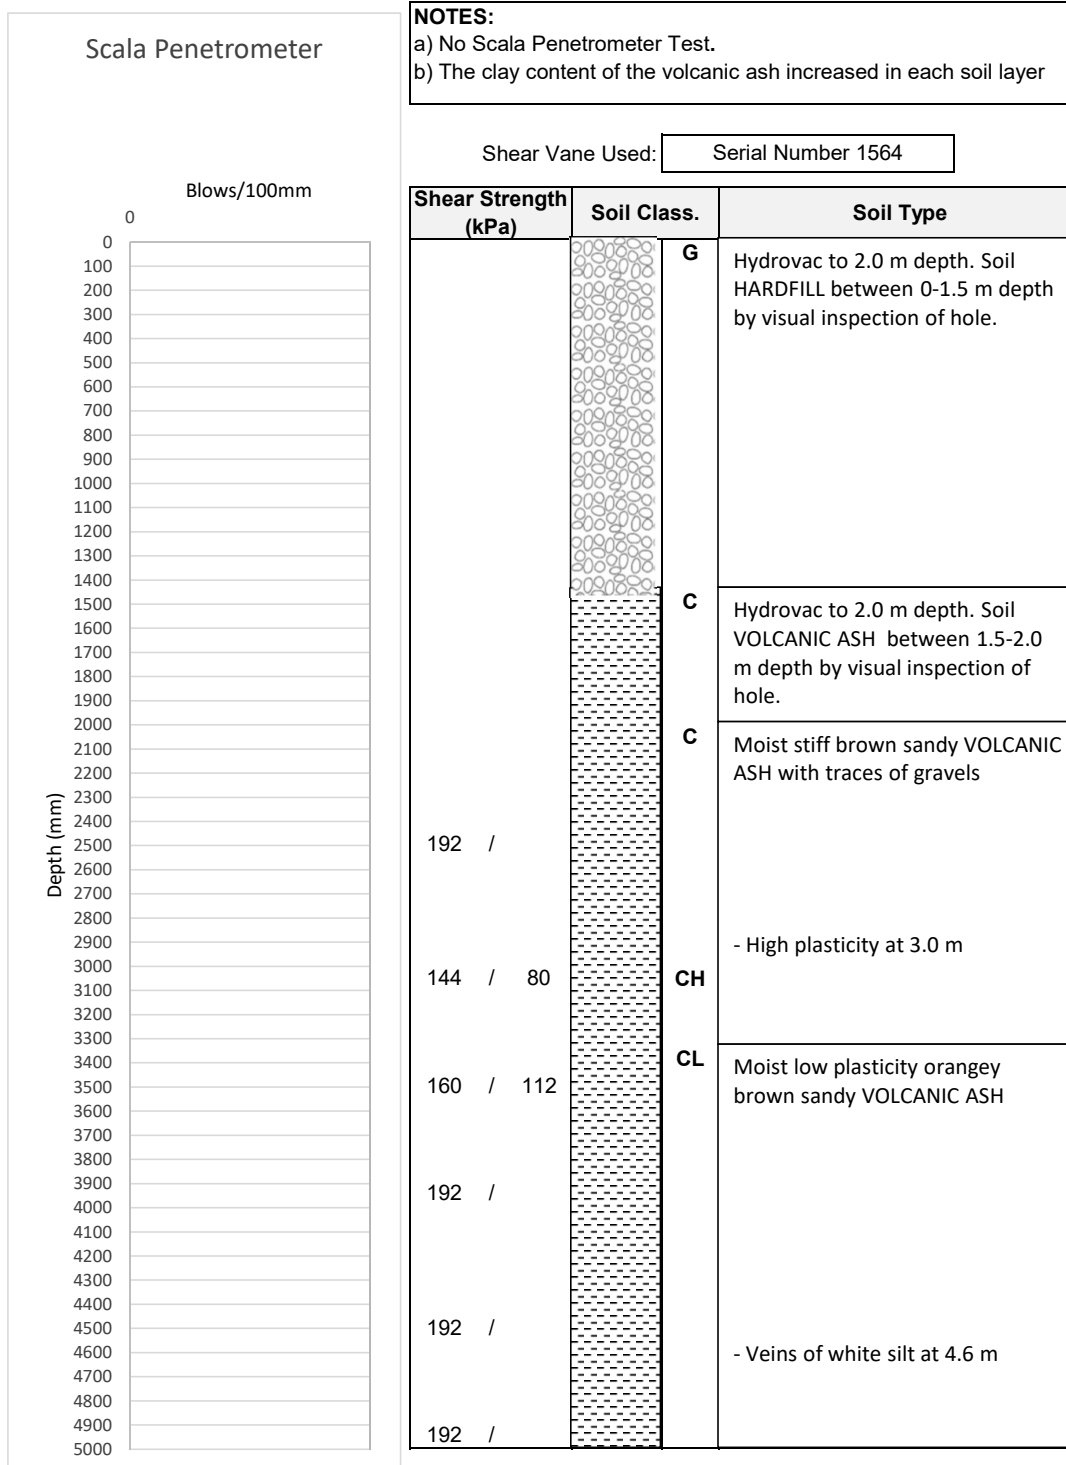 Scala Penetrometer
Blows/100mm
0
0
100
200
300
400
500
600
700
800
900
1000
1100
1200
1300
1400
1500
1600
1700
1800
1900
2000
2100
2200
2300
2400
2500
2600
2700
2800
2900
3000
3100
3200
3300
3400
3500
3600
3700
3800
3900
4000
4100
4200
4300
4400
4500
4600
4700
4800
4900
5000
Depth (mm)
NOTES:
a) No Scala Penetrometer Test.
b) The clay content of the volcanic ash increased in each soil layer
Shear Vane Used: Serial Number 1564
Shear Strength
(kPa)
Soil Class.
Soil Type
G
Hydrovac to 2.0 m depth. Soil
HARDFILL between 0-1.5 m depth
by visual inspection of hole.
C
Hydrovac to 2.0 m depth. Soil
VOLCANIC ASH between 1.5-2.0
m depth by visual inspection of
hole.
C
Moist stiff brown sandy VOLCANIC
ASH with traces of gravels
192 /
- High plasticity at 3.0 m
144 / 80 CH
CL
Moist low plasticity orangey
brown sandy VOLCANIC ASH
160 / 112
192 /
192 /
- Veins of white silt at 4.6 m
192 /